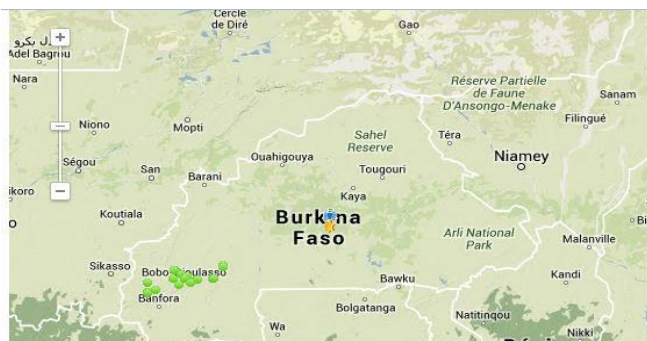 Cercle
de Diré
Gao
Adel Bagrou
Nara
Réserve Partielle
de Faune
D'Ansongo-Menake
Sanam
Filingué
Niono
Mopti
Sahel
Reserve
Téra
Niamey
Ouahigouya
Tougouri
Ségou
San
Barani
Kaya
Koutiala
Burkina
Faso
Arli National
Park
Malanville
Sikasso
Bobo-Dioulasso
Bawku
Kandi
Banfora
Bolgatanga
Wa
Natitingou
Nikki